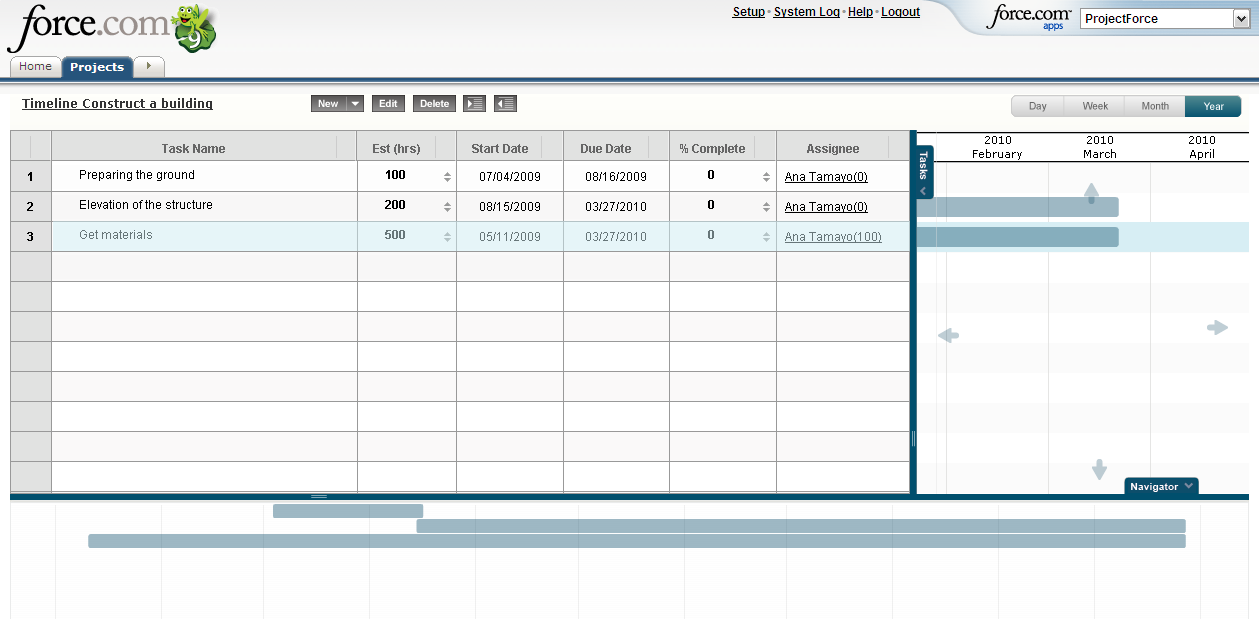 force.com 9
Setup · System Log · Help · Logout
force.com apps ProjectForce
Home Projects
Timeline Construct a building
New Edit Delete
Day Week Month Year
Task Name Est (hrs) Start Date Due Date % Complete Assignee
2010 2010 2010
February March April
Tasks
1 Preparing the ground 100 07/04/2009 08/16/2009 0 Ana Tamayo(0)
2 Elevation of the structure 200 08/15/2009 03/27/2010 0 Ana Tamayo(0)
3 Get materials 500 05/11/2009 03/27/2010 0 Ana Tamayo(100)
Navigator